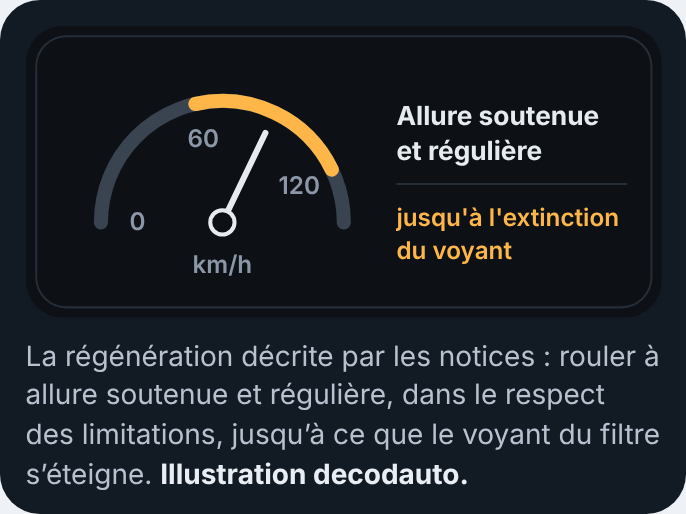 60
120
0
km/h
Allure soutenue
et régulière
jusqu'à l'extinction
du voyant
La régénération décrite par les notices : rouler à
allure soutenue et régulière, dans le respect
des limitations, jusqu’à ce que le voyant du filtre
s’éteigne. Illustration decodauto.